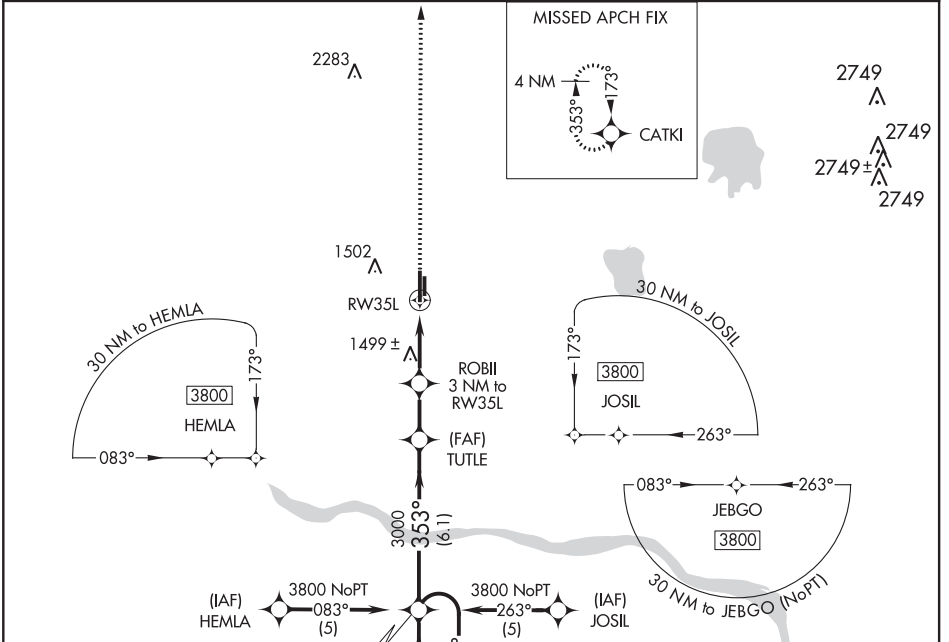 MISSED APCH FIX
4 NM
353°
173°
CATKI
2283
2749
2749
2749 ±
2749
1502
RW35L
1499 ±
ROBII
3 NM to
RW35L
(FAF)
TUTLE
30 NM to HEMLA
173°
3800
HEMLA
083°
30 NM to JOSIL
173°
3800
JOSIL
263°
083°
263°
JEBGO
3800
30 NM to JEBGO (NoPT)
3000
353°
(6.1)
(IAF)
HEMLA
3800 NoPT
083°
(5)
3800 NoPT
263°
(5)
(IAF)
JOSIL